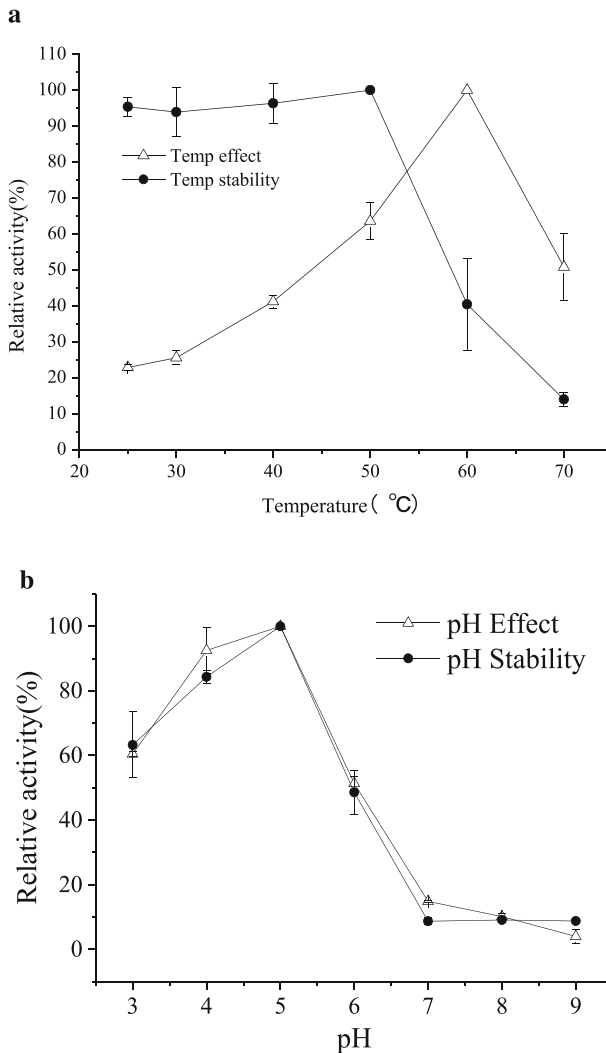 a
110
100
90
80
70
60
50
40
30
20
10
0
Relative activity(%)
Temp effect
Temp stability
20 30 40 50 60 70
Temperature( °C)
b
100
80
60
40
20
0
Relative activity(%)
pH Effect
pH Stability
3 4 5 6 7 8 9
pH